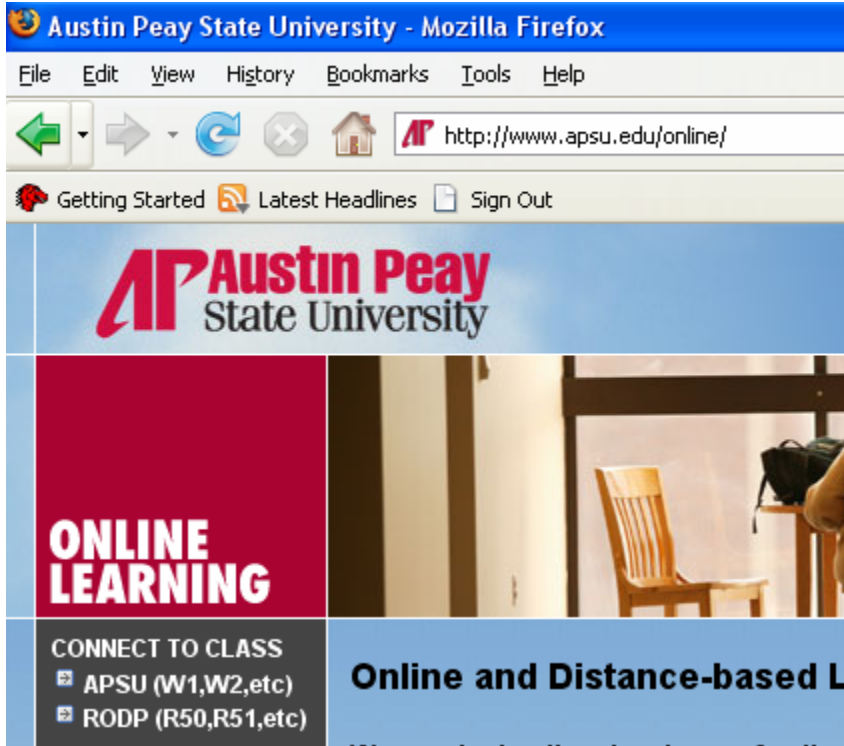 Austin Peay State University - Mozilla Firefox
File Edit View History Bookmarks Tools Help
AP http://www.apsu.edu/online/
Getting Started Latest Headlines Sign Out
AP Austin Peay
State University
ONLINE
LEARNING
CONNECT TO CLASS
APSU (W1,W2,etc)
RODP (R50,R51,etc)
Online and Distance-based L